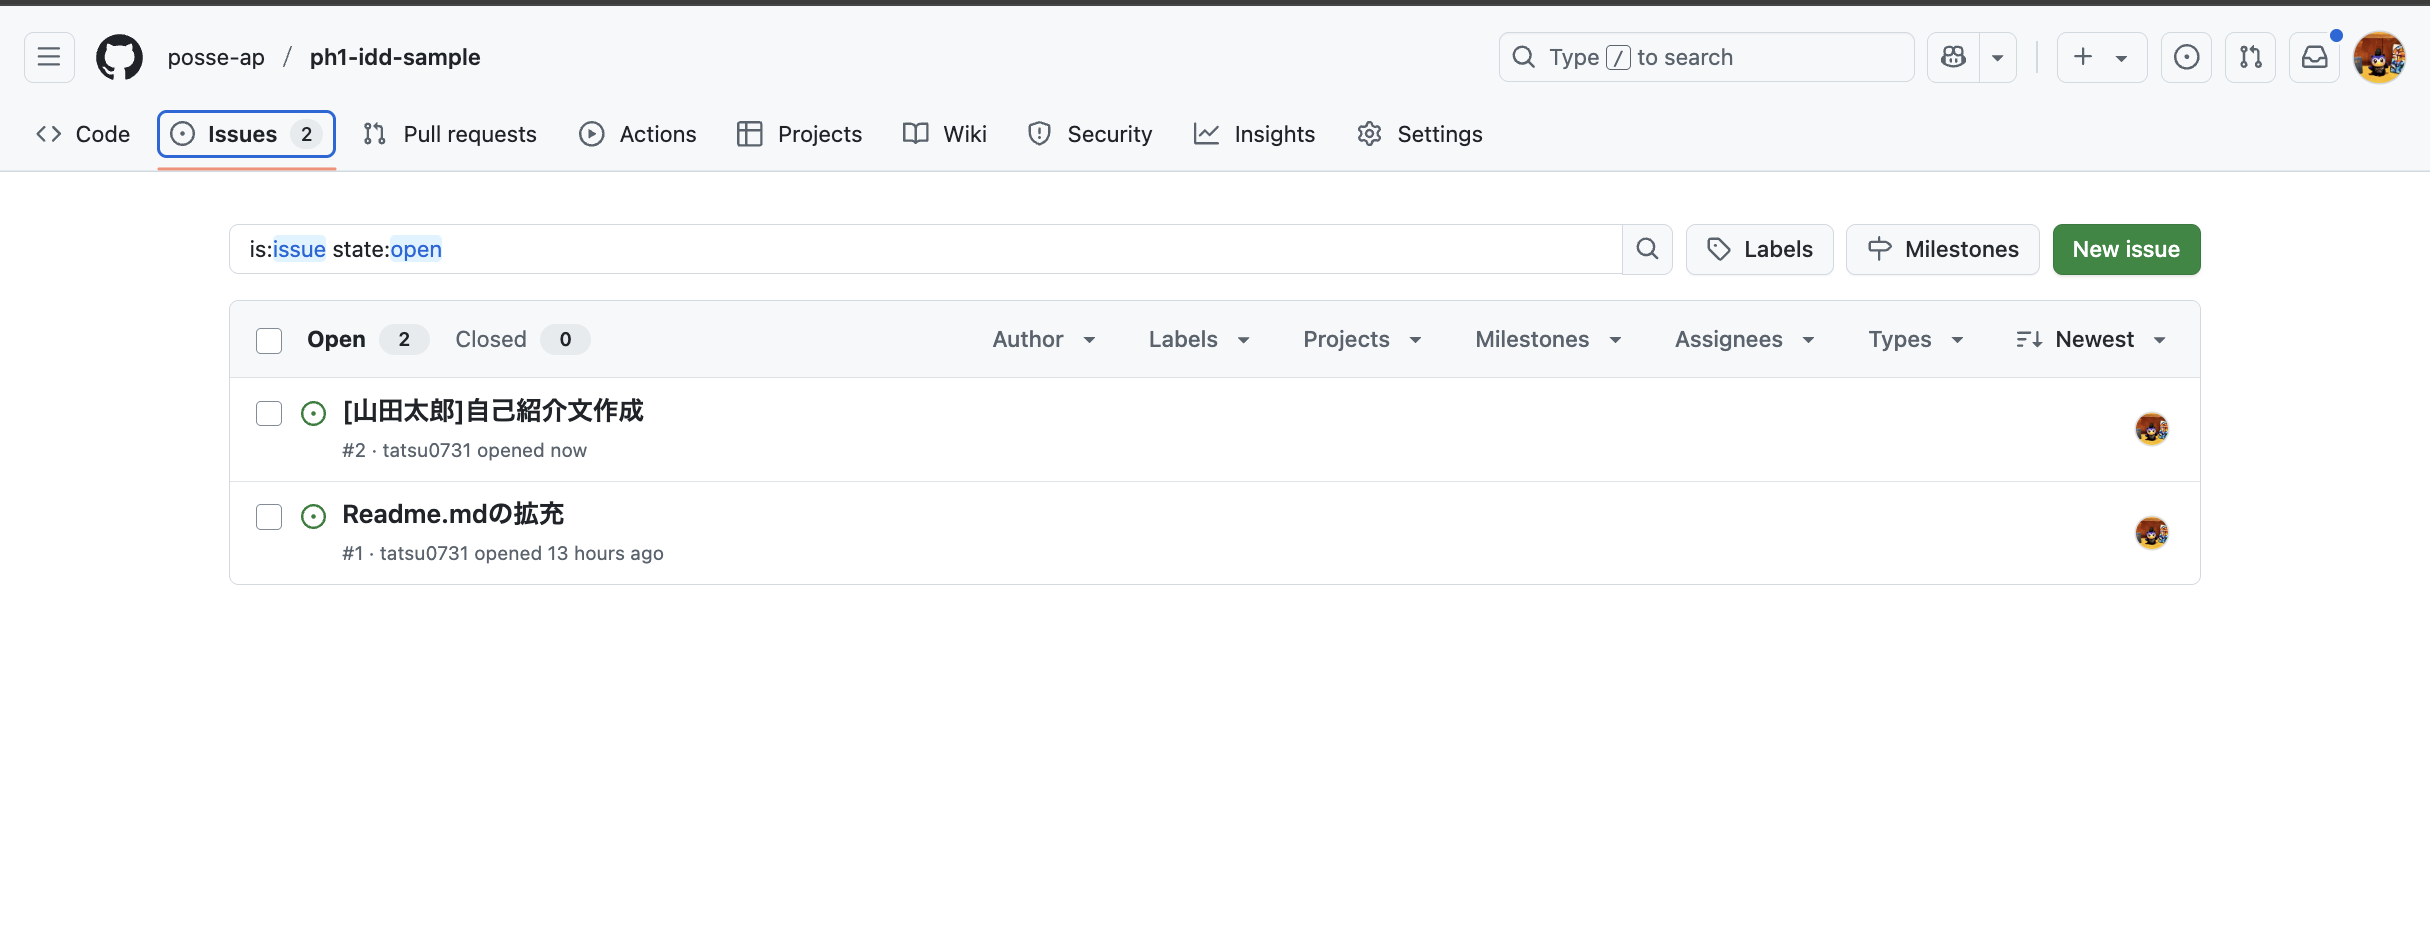 posse-ap / ph1-idd-sample
Type / to search
Code
Issues 2
Pull requests
Actions
Projects
Wiki
Security
Insights
Settings
is:issue state:open
Labels
Milestones
New issue
Open 2
Closed 0
Author
Labels
Projects
Milestones
Assignees
Types
Newest
[山田太郎]自己紹介文作成
#2 · tatsu0731 opened now
Readme.mdの拡充
#1 · tatsu0731 opened 13 hours ago